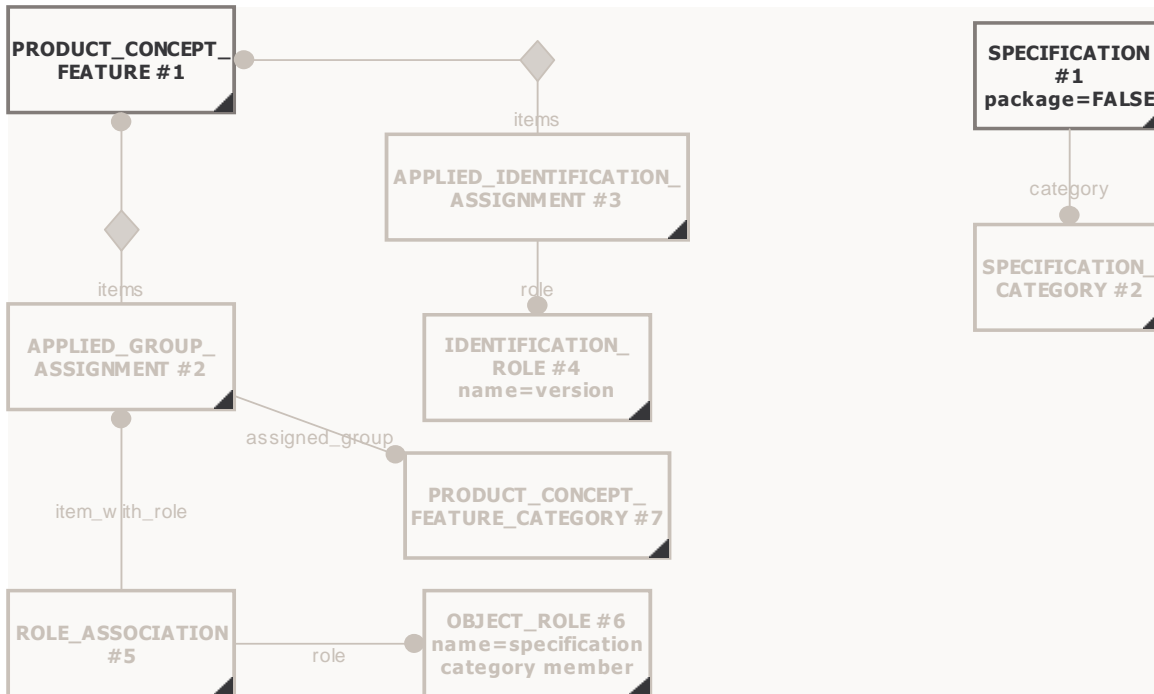 PRODUCT_CONCEPT_
FEATURE #1
SPECIFICATION
#1
package=FALSE
items
APPLIED_IDENTIFICATION_
ASSIGNMENT #3
category
SPECIFICATION_
CATEGORY #2
items
role
APPLIED_GROUP_
ASSIGNMENT #2
IDENTIFICATION_
ROLE #4
name=version
assigned_group
PRODUCT_CONCEPT_
FEATURE_CATEGORY #7
item_with_role
ROLE_ASSOCIATION
#5
role
OBJECT_ROLE #6
name=specification
category member